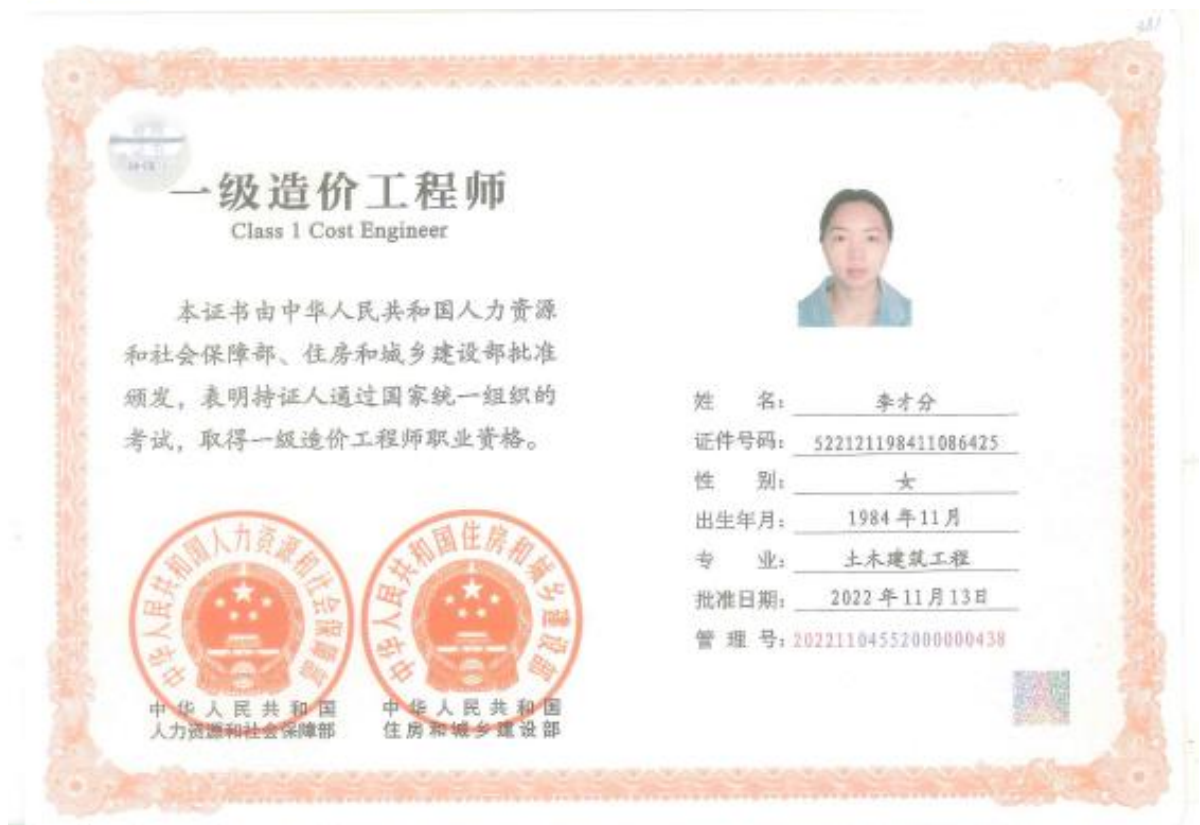 一级造价工程师
Class 1 Cost Engineer
本证书由中华人民共和国人力资源
和社会保障部、住房和城乡建设部批准
颁发，表明持证人通过国家统一组织的
考试，取得一级造价工程师职业资格。
中华人民共和国人力资源和社会保障部
中华人民共和国住房和城乡建设部
中华人民共和国
人力资源和社会保障部
中华人民共和国
住房和城乡建设部
姓 名：李才分
证件号码：522121198411086425
性 别：女
出生年月：1984年11月
专 业：土木建筑工程
批准日期：2022年11月13日
管 理 号：20221104552000000438